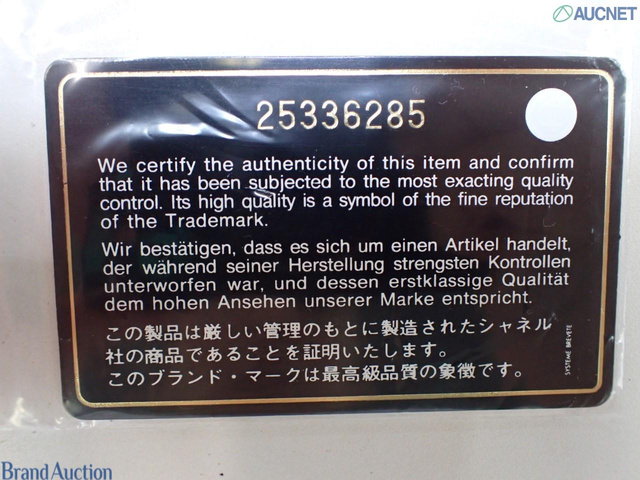 AUCNET
25336285
We certify the authenticity of this item and confirm
that it has been subjected to the most exacting quality
control. Its high quality is a symbol of the fine reputation
of the Trademark.
Wir bestätigen, dass es sich um einen Artikel handelt,
der während seiner Herstellung strengsten Kontrollen
unterworfen war, und dessen erstklassige Qualität
dem hohen Ansehen unserer Marke entspricht.
この製品は厳しい管理のもとに製造されたシャネル
社の商品であることを証明いたします。
このブランド・マークは最高級品質の象徴です。
SYSTEME BREVETE
Brand Auction